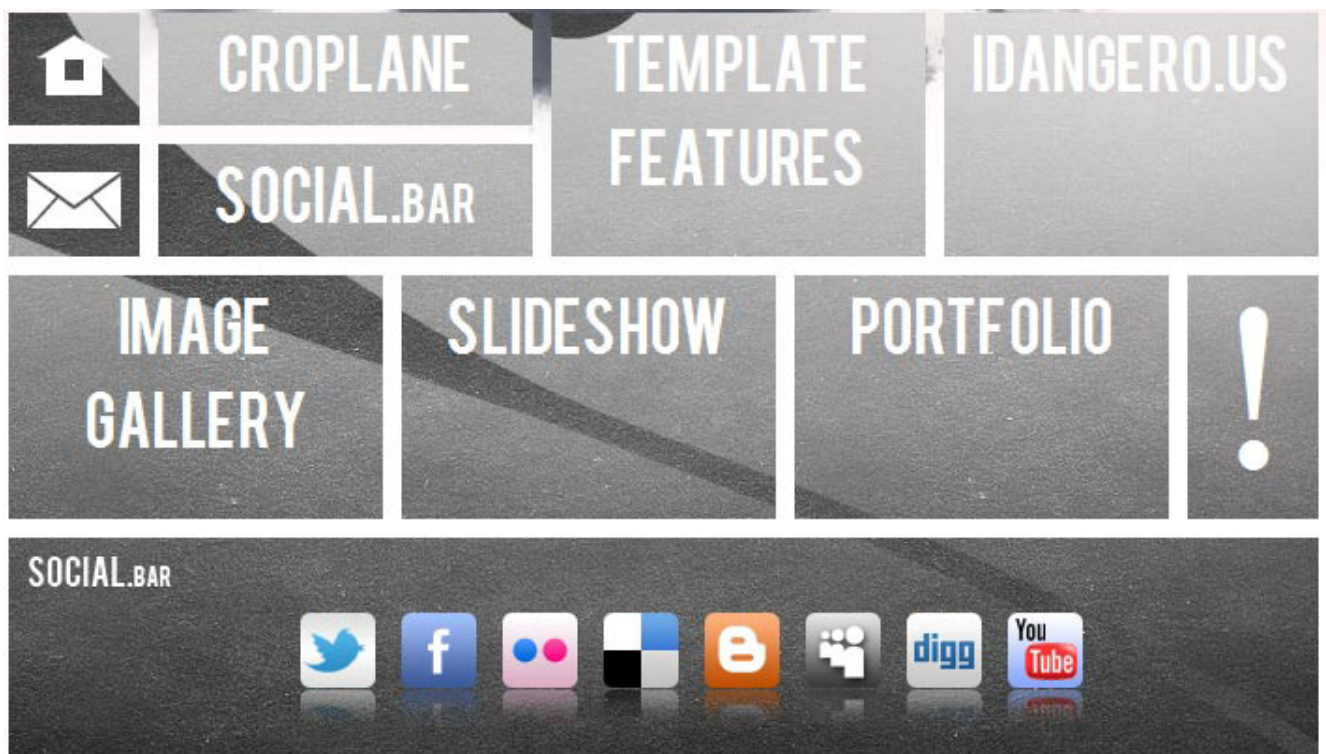 CROPLANE
TEMPLATE
FEATURES
IDANGERO.US
SOCIAL.BAR
IMAGE
GALLERY
SLIDESHOW
PORTFOLIO
!
SOCIAL.BAR
f
B
digg
You
Tube